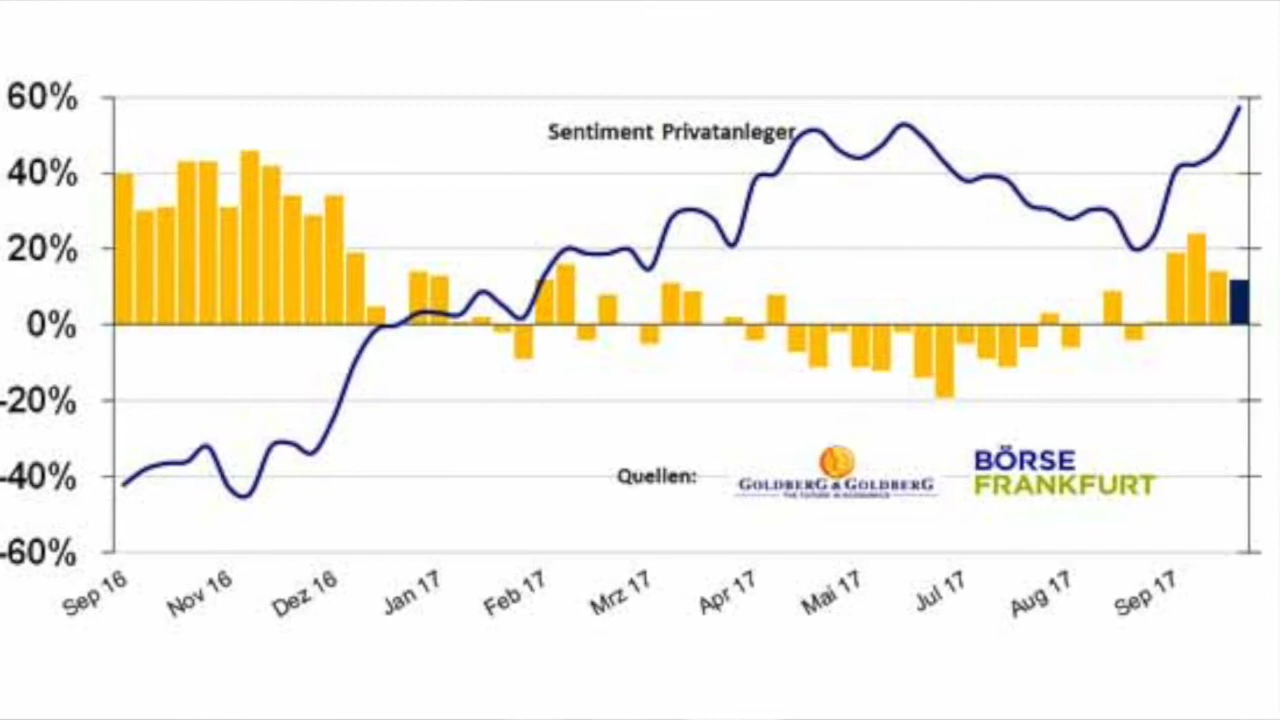 60%
Sentiment Privatanleger
40%
20%
0%
-20%
-40%
Quellen:
GOLDBERG & GOLDBERG
BÖRSE
FRANKFURT
-60%
Sep 16
Nov 16
Dez 16
Jan 17
Feb 17
Mrz 17
Apr 17
Mai 17
Jul 17
Aug 17
Sep 17